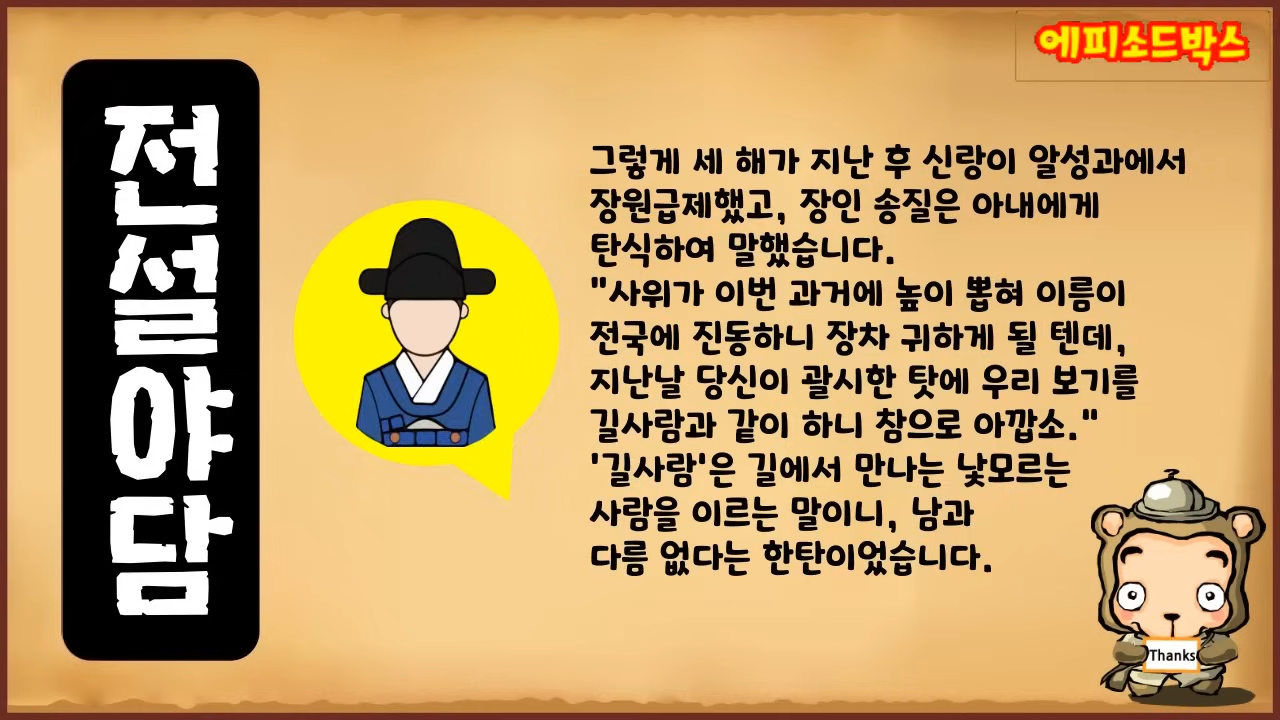 에피소드박스
전설야담
그렇게 세 해가 지난 후 신랑이 알성과에서
장원급제했고, 장인 송질은 아내에게
탄식하여 말했습니다.
"사위가 이번 과거에 높이 뽑혀 이름이
전국에 진동하니 장차 귀하게 될 텐데,
지난날 당신이 괄시한 탓에 우리 보기를
길사람과 같이 하니 참으로 아깝소."
'길사람'은 길에서 만나는 낯모르는
사람을 이르는 말이니, 남과
다름 없다는 한탄이었습니다.
Thanks